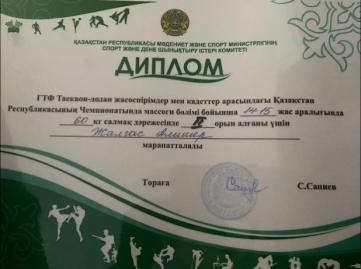 ҚАЗАҚСТАН РЕСПУБЛИКАСЫ МӘДЕНИЕТ ЖӘНЕ СПОРТ МИНИСТРЛІГІНІҢ
СПОРТ ЖӘНЕ ДЕНЕ ШЫНЫҚТЫРУ ІСТЕРІ КОМИТЕТІ
ДИПЛОМ
ГТФ Таеквон-додан жасөспірімдер мен кадеттер арасындағы Қазақстан
Республикасының Чемпионатында массоги бөлімі бойынша 14-15 жас аралығында
60 кг салмақ дәрежесінде II орын алғаны үшін
Жалғас
марапатталады
Төраға
С.Сапиев